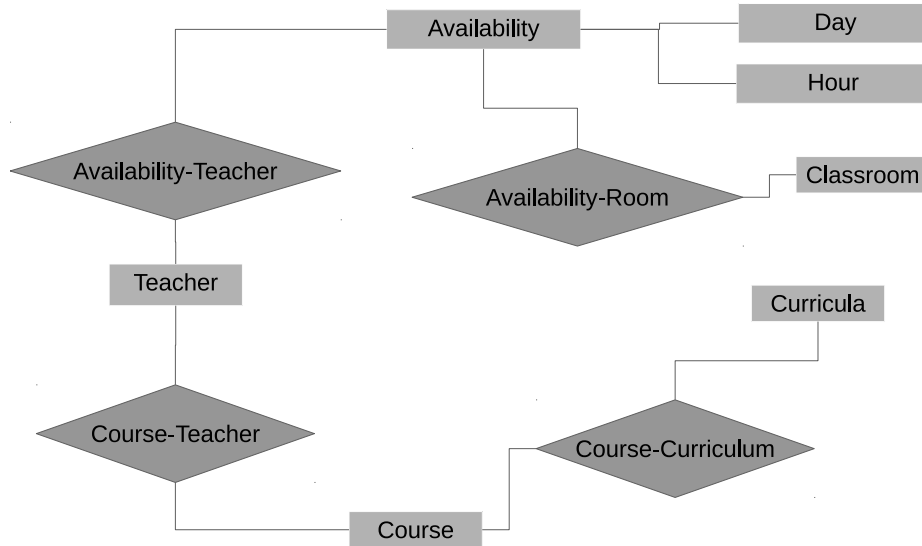 Availability
Day
Hour
Availability-Teacher
Classroom
Availability-Room
Teacher
Curricula
Course-Teacher
Course-Curriculum
Course